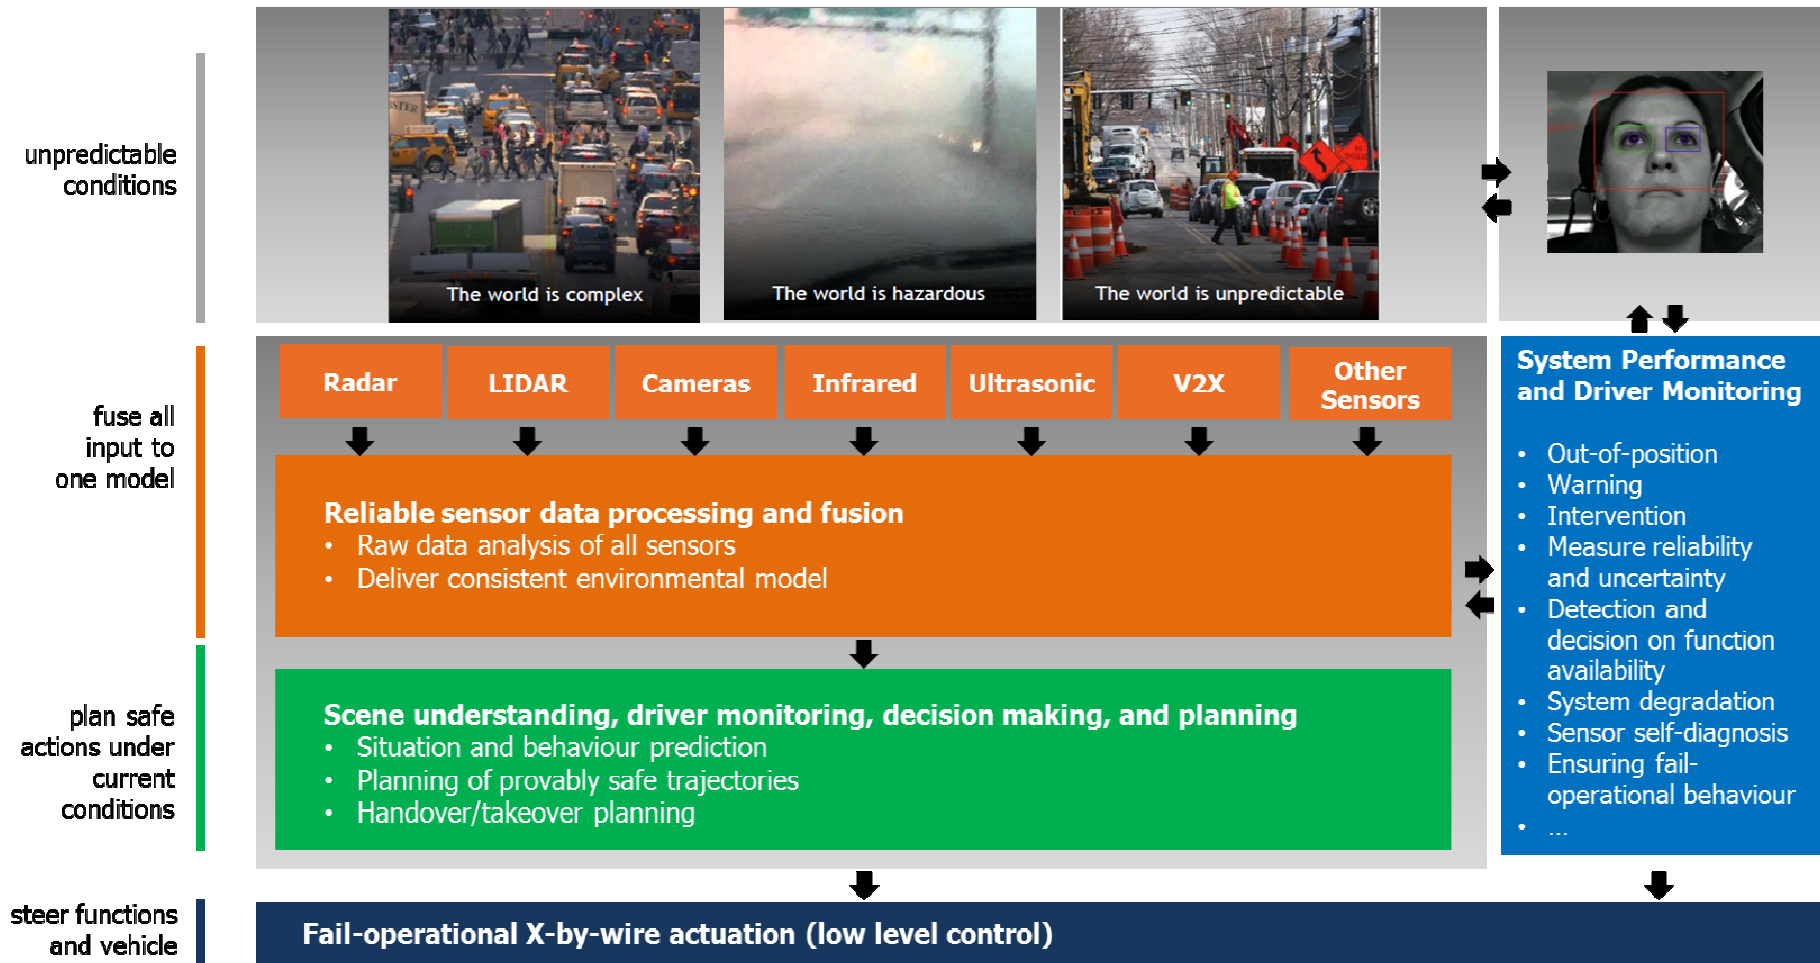 unpredictable
conditions
The world is complex
The world is hazardous
The world is unpredictable
fuse all
input to
one model
Radar
LIDAR
Cameras
Infrared
Ultrasonic
V2X
Other
Sensors
Reliable sensor data processing and fusion
• Raw data analysis of all sensors
• Deliver consistent environmental model
plan safe
actions under
current
conditions
Scene understanding, driver monitoring, decision making, and planning
• Situation and behaviour prediction
• Planning of provably safe trajectories
• Handover/takeover planning
System Performance
and Driver Monitoring
• Out-of-position
• Warning
• Intervention
• Measure reliability
and uncertainty
• Detection and
decision on function
availability
• System degradation
• Sensor self-diagnosis
• Ensuring fail-
operational behaviour
• ...
steer functions
and vehicle
Fail-operational X-by-wire actuation (low level control)